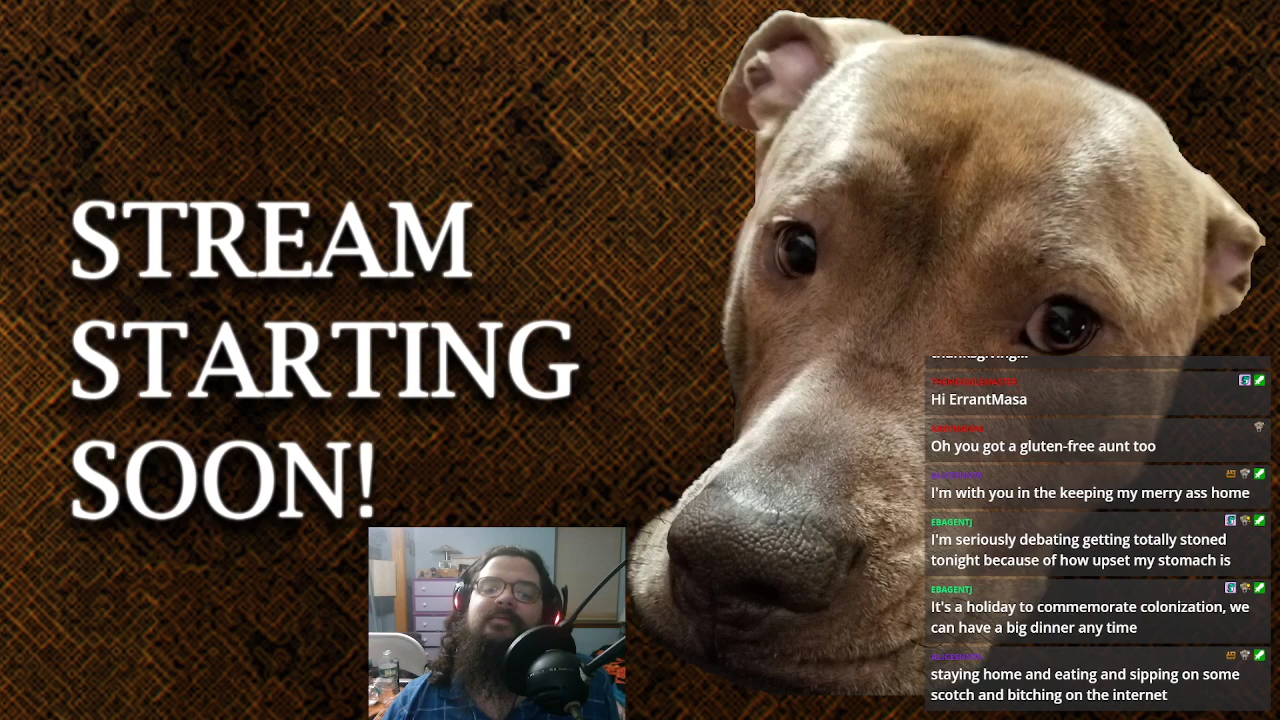 STREAM
STARTING
SOON!
Hi ErrantMasa
Oh you got a gluten-free aunt too
I'm with you in the keeping my merry ass home
EBAGENTJ
I'm seriously debating getting totally stoned
tonight because of how upset my stomach is
EBAGENTJ
It's a holiday to commemorate colonization, we
can have a big dinner any time
staying home and eating and sipping on some
scotch and bitching on the internet